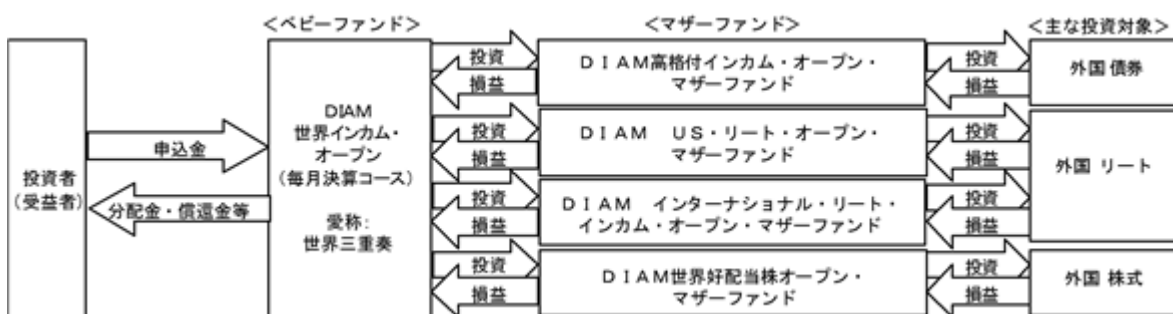 ＜ベビーファンド＞
＜マザーファンド＞
＜主な投資対象＞
投資者
（受益者）
申込金
分配金・償還金等
DIAM
世界インカム・
オープン
（毎月決算コース）
愛称：
世界三重奏
投資
損益
ＤＩＡＭ高格付インカム・オープン・
マザーファンド
投資
損益
外国債券
投資
損益
ＤＩＡＭ　ＵＳ・リート・オープン・
マザーファンド
投資
損益
外国 リート
投資
損益
ＤＩＡＭ　インターナショナル・リート・
インカム・オープン・マザーファンド
投資
損益
投資
損益
ＤＩＡＭ世界好配当株オープン・
マザーファンド
投資
損益
外国 株式